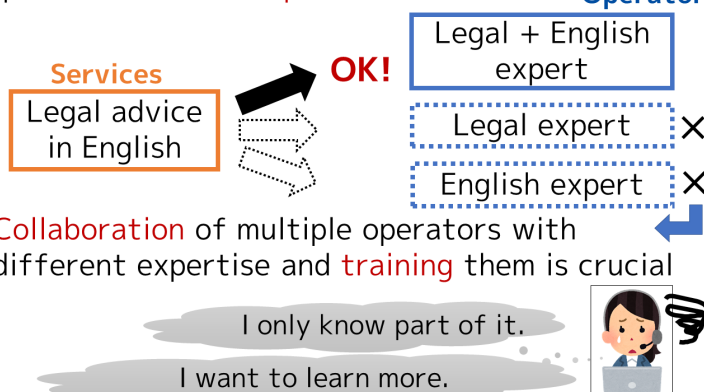 Operator
Services
OK!
Legal + English
expert
Legal advice
in English
Legal expert
×
English expert
×
Collaboration of multiple operators with
different expertise and training them is crucial
I only know part of it.
I want to learn more.